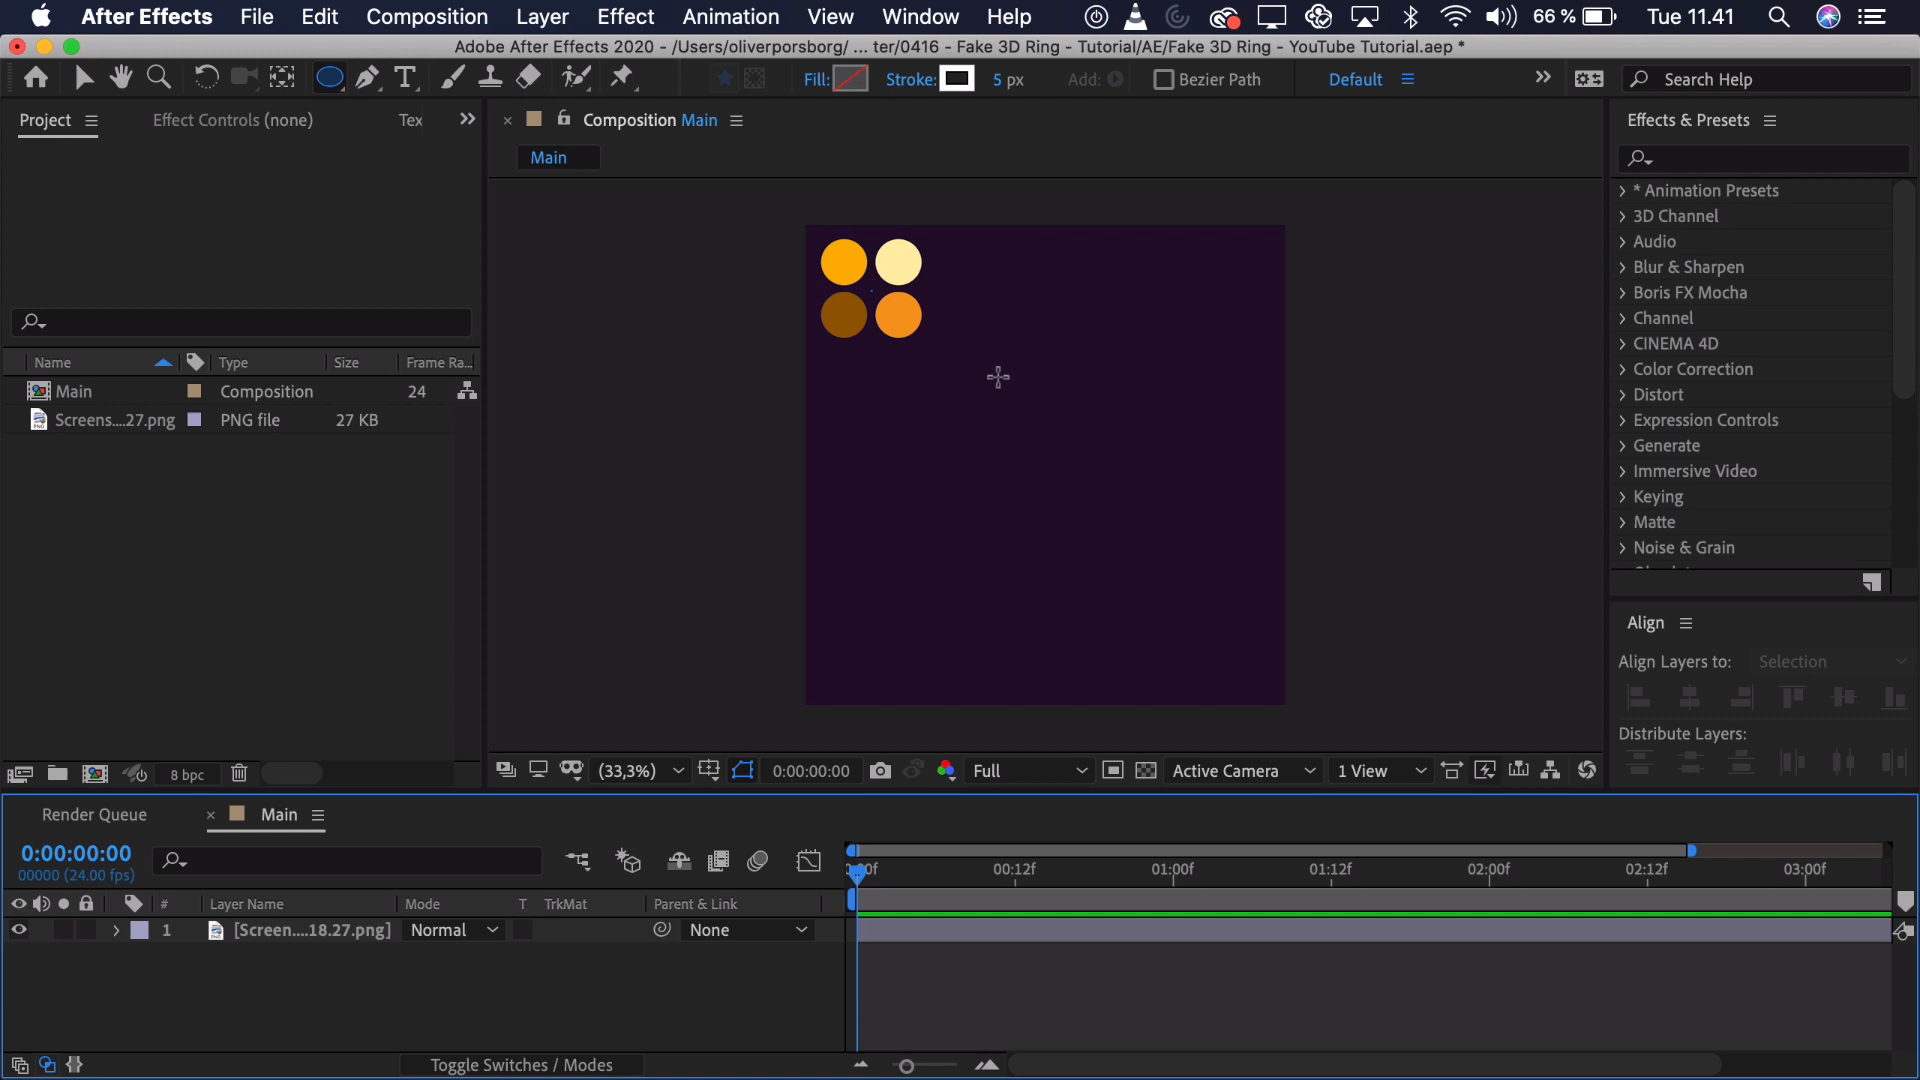 After Effects File Edit Composition Layer Effect Animation View Window Help 66 % Tue 11.41
Adobe After Effects 2020 - /Users/oliverporsborg/ ... ter/0416 - Fake 3D Ring - Tutorial/AE/Fake 3D Ring - YouTube Tutorial.aep *
Fill: Stroke: 5 px Add: Bezier Path Default Search Help
Project Effect Controls (none) Tex Composition Main Effects & Presets
Main
* Animation Presets
3D Channel
Audio
Blur & Sharpen
Boris FX Mocha
Channel
CINEMA 4D
Color Correction
Distort
Expression Controls
Generate
Immersive Video
Keying
Matte
Noise & Grain
Name Type Size Frame Ra...
Main Composition 24
Screens....27.png PNG file 27 KB
Align
Align Layers to: Selection
Distribute Layers:
8 bpc (33,3%) 0:00:00:00 Full Active Camera 1 View
Render Queue Main
0:00:00:00
00000 (24.00 fps)
00f 00:12f 01:00f 01:12f 02:00f 02:12f 03:00f
# Layer Name Mode T TrkMat Parent & Link
1 [Screen....18.27.png] Normal None
Toggle Switches / Modes